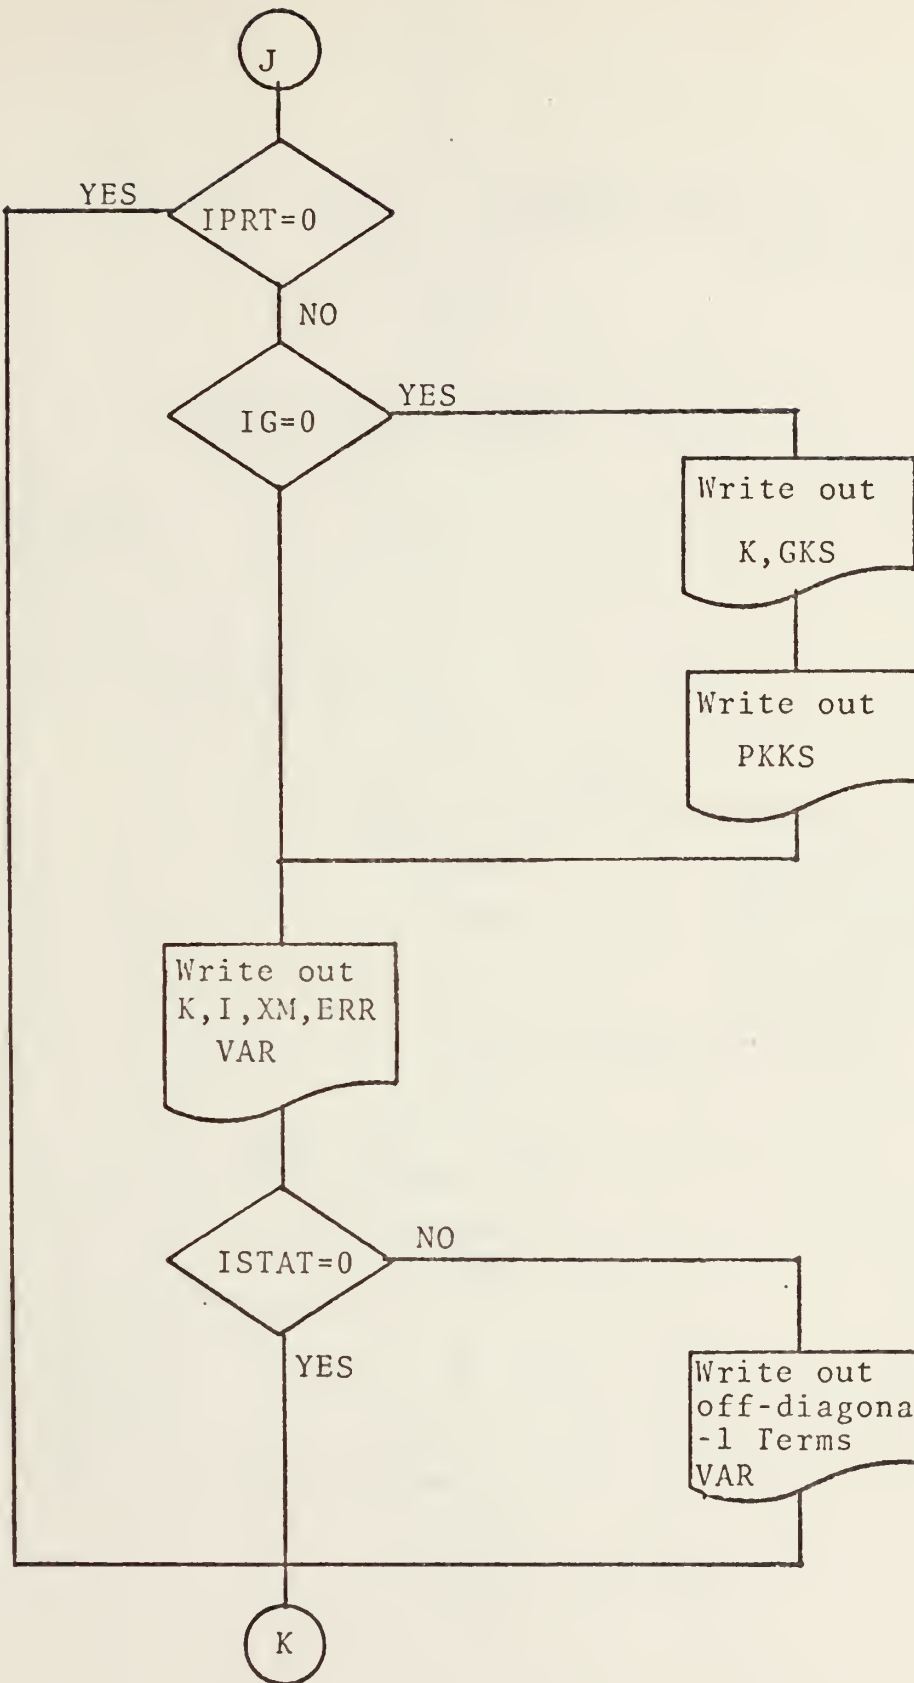 J
YES
IPRT=0
NO
IG=0
YES
Write out
K,GKS
Write out
PKKS
Write out
K,I,XM,ERR
VAR
ISTAT=0
NO
YES
Write out
off-diagona
-l Terms
VAR
K